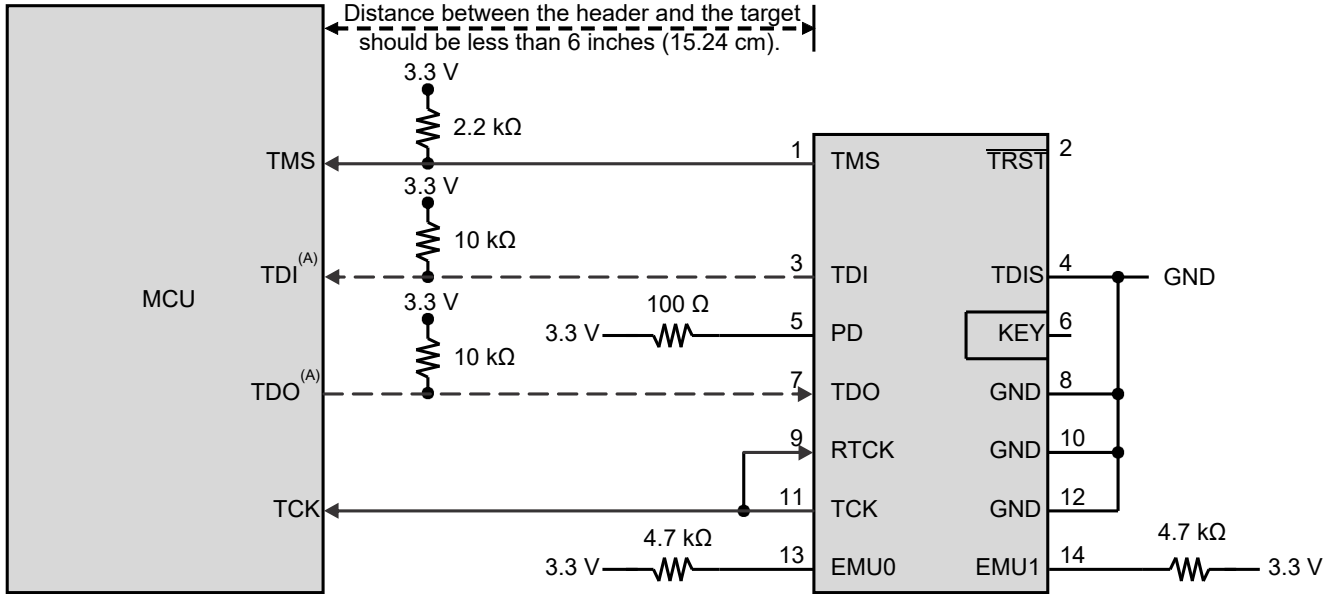 Distance between the header and the target
should be less than 6 inches (15.24 cm).
3.3 V
2.2 kΩ
TMS
1
TMS
TRST
2
3.3 V
10 kΩ
TDI(A)
3
TDI
TDIS
4
GND
MCU
3.3 V
100 Ω
3.3 V
5
PD
KEY
6
10 kΩ
TDO(A)
7
TDO
GND
8
9
RTCK
GND
10
TCK
11
TCK
GND
12
4.7 kΩ
3.3 V
13
EMU0
EMU1
14
4.7 kΩ
3.3 V